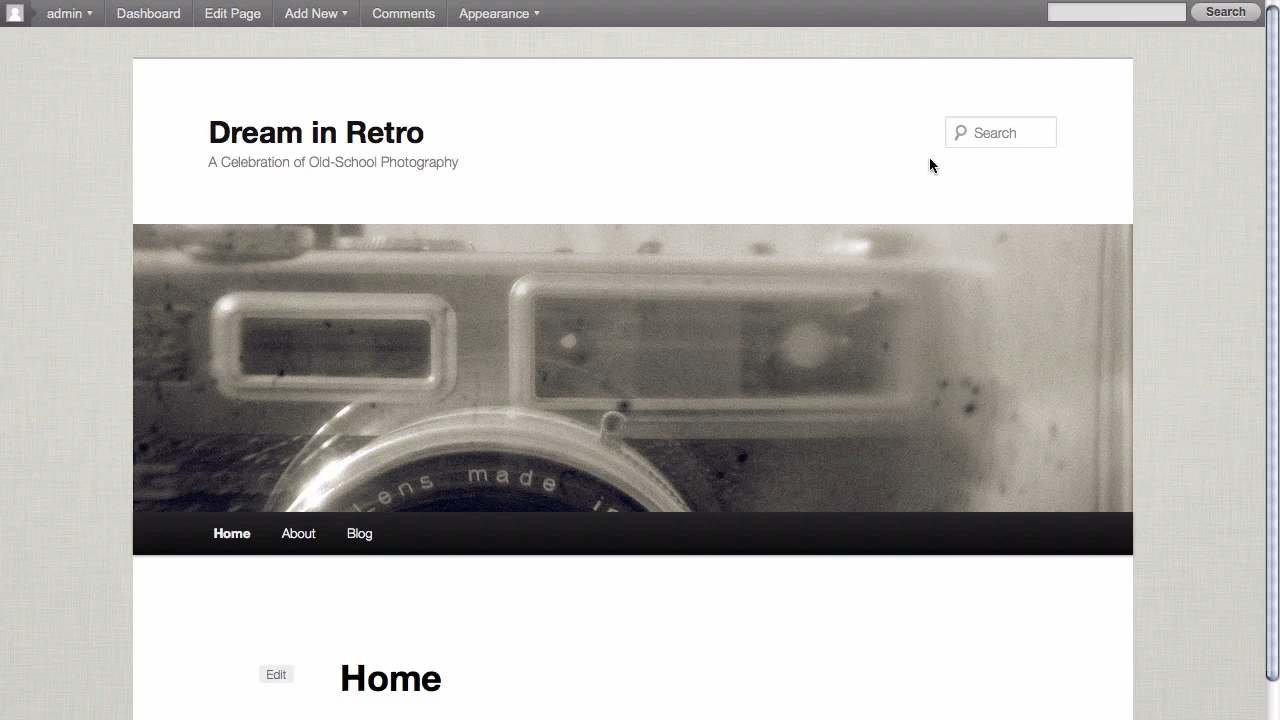 admin Dashboard Edit Page Add New Comments Appearance Search
Dream in Retro
Search
A Celebration of Old-School Photography
Lens made in
Home About Blog
Edit
Home